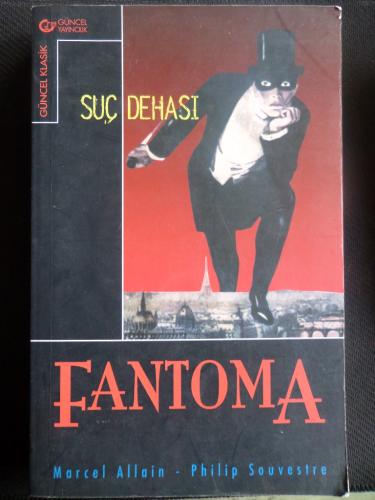 GÜNCEL
YAYINCILIK
GÜNCEL KLASİK
SUÇ DEHASI
FANTOMA
Marcel Allain - Philip Souvestre